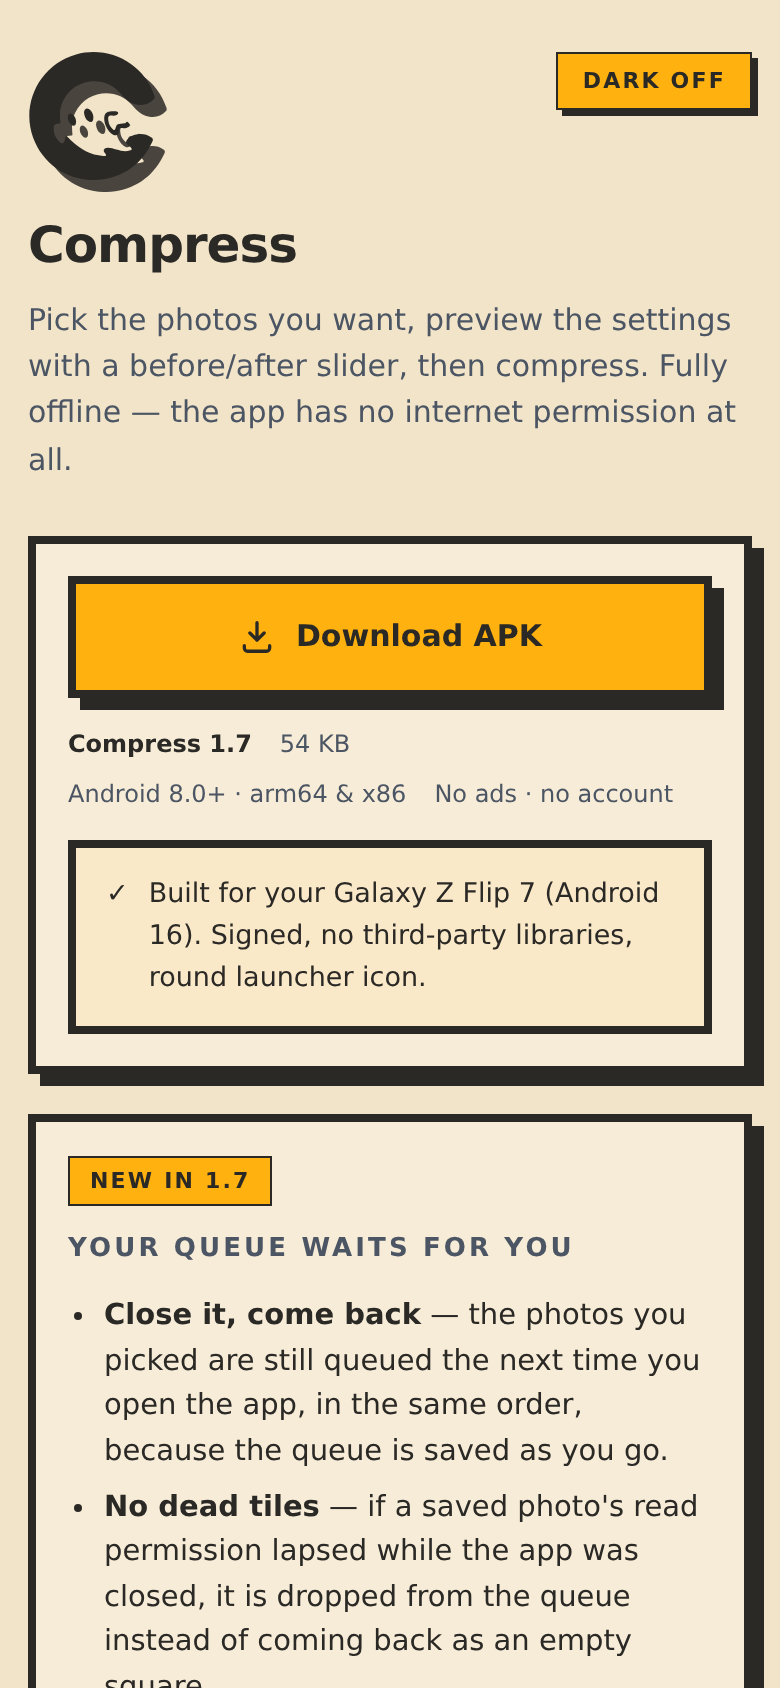 DARK OFF
Compress
Pick the photos you want, preview the settings
with a before/after slider, then compress. Fully
offline — the app has no internet permission at
all.
Download APK
Compress 1.7 54 KB
Android 8.0+ · arm64 & x86 No ads · no account
✓ Built for your Galaxy Z Flip 7 (Android
16). Signed, no third-party libraries,
round launcher icon.
NEW IN 1.7
YOUR QUEUE WAITS FOR YOU
• Close it, come back — the photos you
picked are still queued the next time you
open the app, in the same order,
because the queue is saved as you go.
• No dead tiles — if a saved photo's read
permission lapsed while the app was
closed, it is dropped from the queue
instead of coming back as an empty
square.